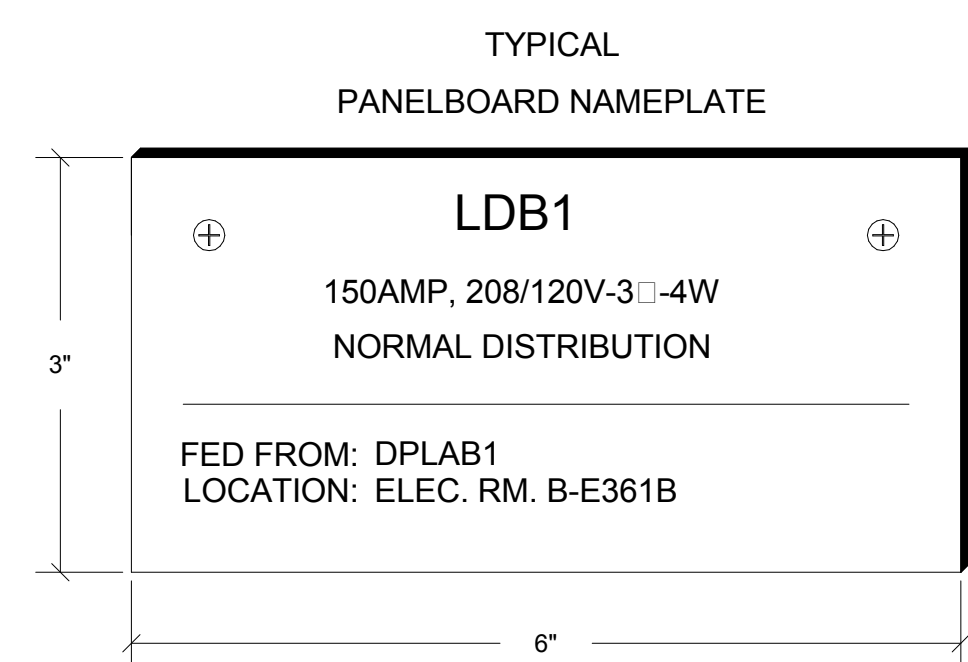 TYPICAL
PANELBOARD NAMEPLATE
LDB1
150AMP, 208/120V-3□-4W
NORMAL DISTRIBUTION
3"
FED FROM: DPLAB1
LOCATION: ELEC. RM. B-E361B
6"